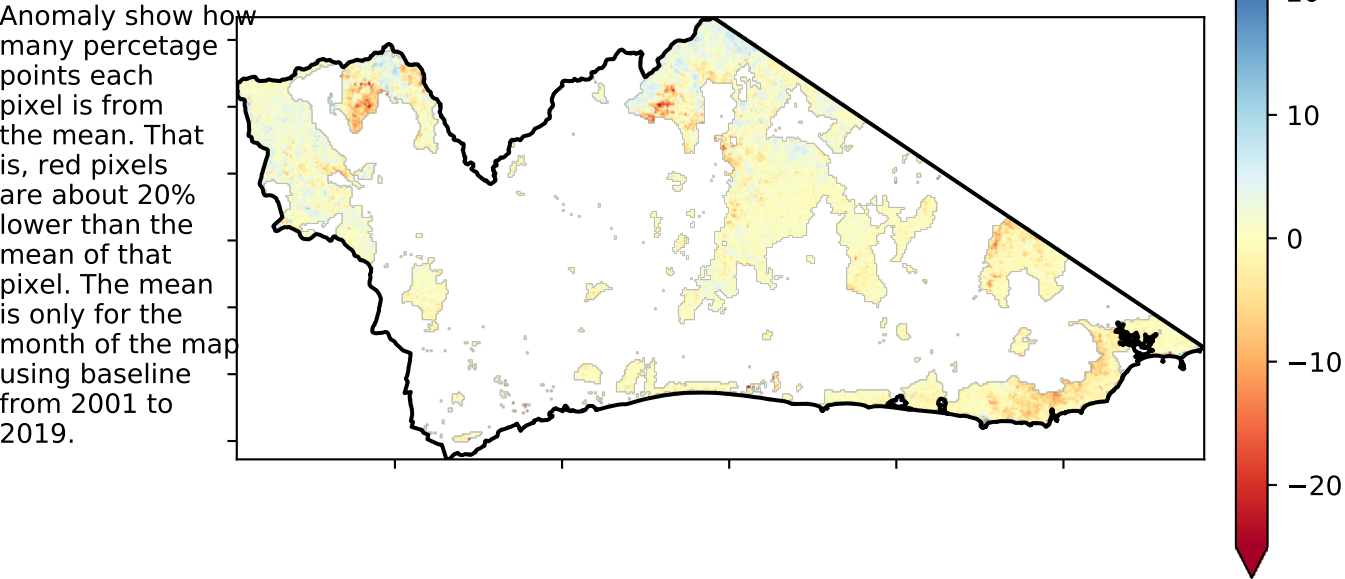 Anomaly show how
many percetage
points each
pixel is from
the mean. That
is, red pixels
are about 20%
lower than the
mean of that
pixel. The mean
is only for the
month of the map
using baseline
from 2001 to
2019.
10
0
−10
−20